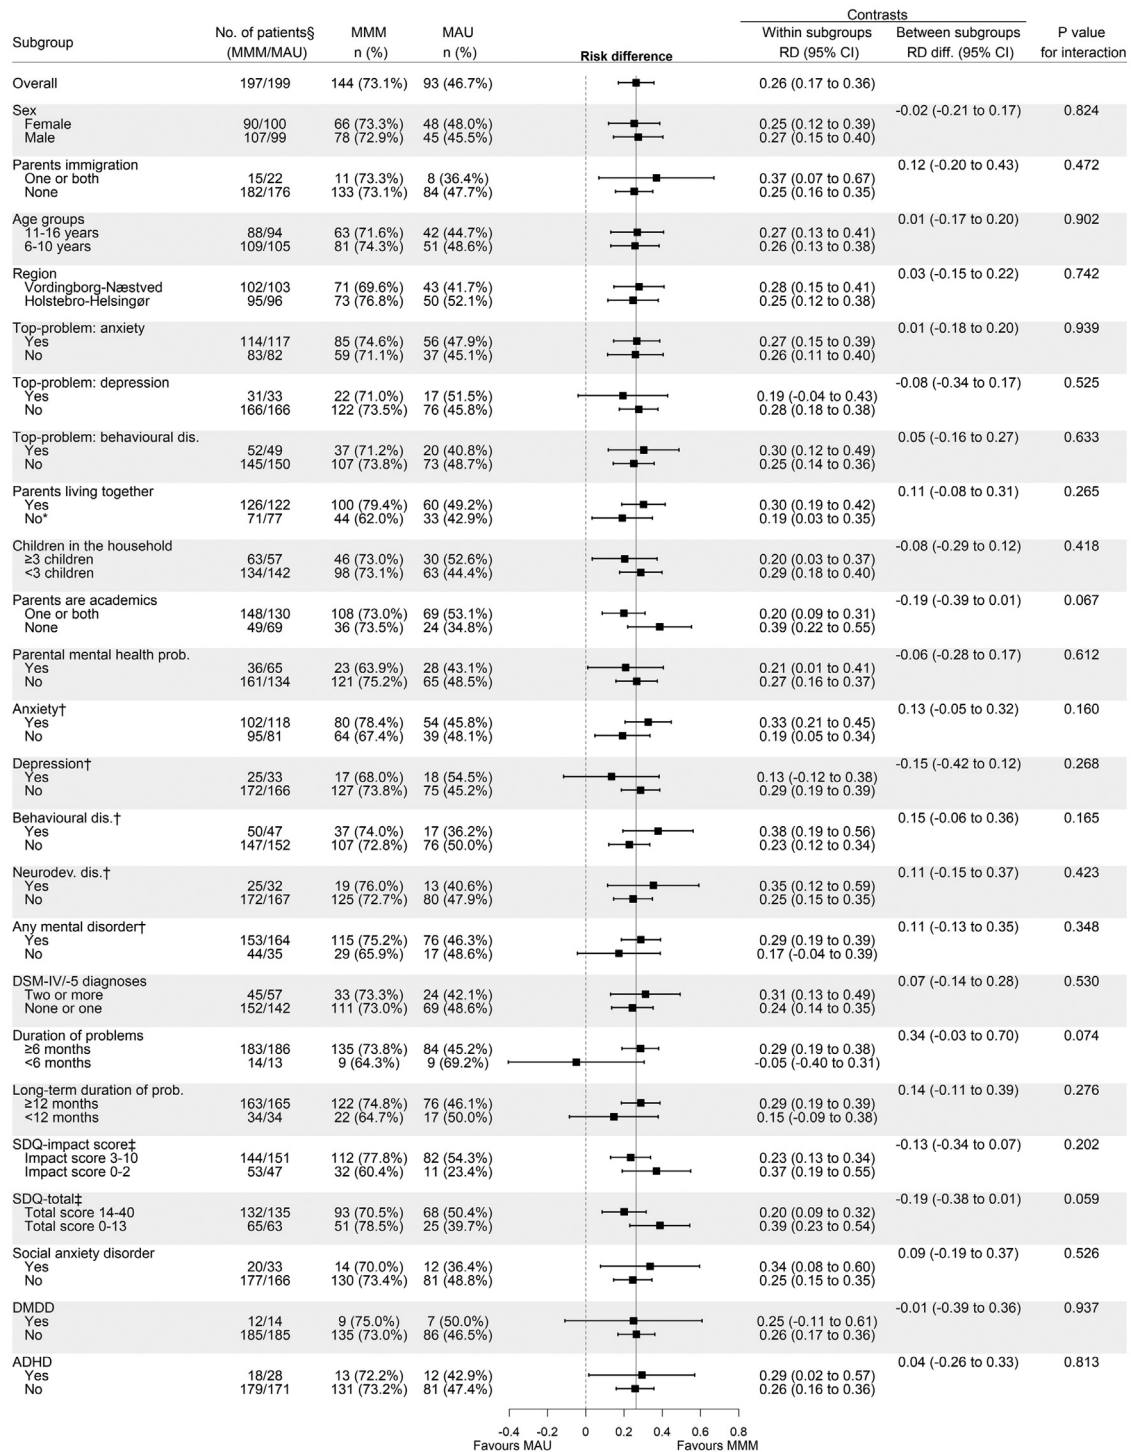 Contrasts
Subgroup No. of patients§ MMM MAU Within subgroups Between subgroups P value
(MMM/MAU) n (%) n (%) Risk difference RD (95% CI) RD diff. (95% CI) for interaction
Overall 197/199 144 (73.1%) 93 (46.7%) 0.26 (0.17 to 0.36)
Sex -0.02 (-0.21 to 0.17) 0.824
Female 90/100 66 (73.3%) 48 (48.0%) 0.25 (0.12 to 0.39)
Male 107/99 78 (72.9%) 45 (45.5%) 0.27 (0.15 to 0.40)
Parents immigration 0.12 (-0.20 to 0.43) 0.472
One or both 15/22 11 (73.3%) 8 (36.4%) 0.37 (0.07 to 0.67)
None 182/176 133 (73.1%) 84 (47.7%) 0.25 (0.16 to 0.35)
Age groups 0.01 (-0.17 to 0.20) 0.902
11-16 years 88/94 63 (71.6%) 42 (44.7%) 0.27 (0.13 to 0.41)
6-10 years 109/105 81 (74.3%) 51 (48.6%) 0.26 (0.13 to 0.38)
Region 0.03 (-0.15 to 0.22) 0.742
Vordingborg-Næstved 102/103 71 (69.6%) 43 (41.7%) 0.28 (0.15 to 0.41)
Holstebro-Helsingør 95/96 73 (76.8%) 50 (52.1%) 0.25 (0.12 to 0.38)
Top-problem: anxiety 0.01 (-0.18 to 0.20) 0.939
Yes 114/117 85 (74.6%) 56 (47.9%) 0.27 (0.15 to 0.39)
No 83/82 59 (71.1%) 37 (45.1%) 0.26 (0.11 to 0.40)
Top-problem: depression -0.08 (-0.34 to 0.17) 0.525
Yes 31/33 22 (71.0%) 17 (51.5%) 0.19 (-0.04 to 0.43)
No 166/166 122 (73.5%) 76 (45.8%) 0.28 (0.18 to 0.38)
Top-problem: behavioural dis. 0.05 (-0.16 to 0.27) 0.633
Yes 52/49 37 (71.2%) 20 (40.8%) 0.30 (0.12 to 0.49)
No 145/150 107 (73.8%) 73 (48.7%) 0.25 (0.14 to 0.36)
Parents living together 0.11 (-0.08 to 0.31) 0.265
Yes 126/122 100 (79.4%) 60 (49.2%) 0.30 (0.19 to 0.42)
No* 71/77 44 (62.0%) 33 (42.9%) 0.19 (0.03 to 0.35)
Children in the household -0.08 (-0.29 to 0.12) 0.418
≥3 children 63/57 46 (73.0%) 30 (52.6%) 0.20 (0.03 to 0.37)
<3 children 134/142 98 (73.1%) 63 (44.4%) 0.29 (0.18 to 0.40)
Parents are academics -0.19 (-0.39 to 0.01) 0.067
One or both 148/130 108 (73.0%) 69 (53.1%) 0.20 (0.09 to 0.31)
None 49/69 36 (73.5%) 24 (34.8%) 0.39 (0.22 to 0.55)
Parental mental health prob. -0.06 (-0.28 to 0.17) 0.612
Yes 36/65 23 (63.9%) 28 (43.1%) 0.21 (0.01 to 0.41)
No 161/134 121 (75.2%) 65 (48.5%) 0.27 (0.16 to 0.37)
Anxiety† 0.13 (-0.05 to 0.32) 0.160
Yes 102/118 80 (78.4%) 54 (45.8%) 0.33 (0.21 to 0.45)
No 95/81 64 (67.4%) 39 (48.1%) 0.19 (0.05 to 0.34)
Depression† -0.15 (-0.42 to 0.12) 0.268
Yes 25/33 17 (68.0%) 18 (54.5%) 0.13 (-0.12 to 0.38)
No 172/166 127 (73.8%) 75 (45.2%) 0.29 (0.19 to 0.39)
Behavioural dis.† 0.15 (-0.06 to 0.36) 0.165
Yes 50/47 37 (74.0%) 17 (36.2%) 0.38 (0.19 to 0.56)
No 147/152 107 (72.8%) 76 (50.0%) 0.23 (0.12 to 0.34)
Neurodev. dis.† 0.11 (-0.15 to 0.37) 0.423
Yes 25/32 19 (76.0%) 13 (40.6%) 0.35 (0.12 to 0.59)
No 172/167 125 (72.7%) 80 (47.9%) 0.25 (0.15 to 0.35)
Any mental disorder† 0.11 (-0.13 to 0.35) 0.348
Yes 153/164 115 (75.2%) 76 (46.3%) 0.29 (0.19 to 0.39)
No 44/35 29 (65.9%) 17 (48.6%) 0.17 (-0.04 to 0.39)
DSM-IV/-5 diagnoses 0.07 (-0.14 to 0.28) 0.530
Two or more 45/57 33 (73.3%) 24 (42.1%) 0.31 (0.13 to 0.49)
None or one 152/142 111 (73.0%) 69 (48.6%) 0.24 (0.14 to 0.35)
Duration of problems 0.34 (-0.03 to 0.70) 0.074
≥6 months 183/186 135 (73.8%) 84 (45.2%) 0.29 (0.19 to 0.38)
<6 months 14/13 9 (64.3%) 9 (69.2%) -0.05 (-0.40 to 0.31)
Long-term duration of prob. 0.14 (-0.11 to 0.39) 0.276
≥12 months 163/165 122 (74.8%) 76 (46.1%) 0.29 (0.19 to 0.39)
<12 months 34/34 22 (64.7%) 17 (50.0%) 0.15 (-0.09 to 0.38)
SDQ-impact score‡ -0.13 (-0.34 to 0.07) 0.202
Impact score 3-10 144/151 112 (77.8%) 82 (54.3%) 0.23 (0.13 to 0.34)
Impact score 0-2 53/47 32 (60.4%) 11 (23.4%) 0.37 (0.19 to 0.55)
SDQ-total‡ -0.19 (-0.38 to 0.01) 0.059
Total score 14-40 132/135 93 (70.5%) 68 (50.4%) 0.20 (0.09 to 0.32)
Total score 0-13 65/63 51 (78.5%) 25 (39.7%) 0.39 (0.23 to 0.54)
Social anxiety disorder 0.09 (-0.19 to 0.37) 0.526
Yes 20/33 14 (70.0%) 12 (36.4%) 0.34 (0.08 to 0.60)
No 177/166 130 (73.4%) 81 (48.8%) 0.25 (0.15 to 0.35)
DMDD -0.01 (-0.39 to 0.36) 0.937
Yes 12/14 9 (75.0%) 7 (50.0%) 0.25 (-0.11 to 0.61)
No 185/185 135 (73.0%) 86 (46.5%) 0.26 (0.17 to 0.36)
ADHD 0.04 (-0.26 to 0.33) 0.813
Yes 18/28 13 (72.2%) 12 (42.9%) 0.29 (0.02 to 0.57)
No 179/171 131 (73.2%) 81 (47.4%) 0.26 (0.16 to 0.36)
-0.4 -0.2 0 0.2 0.4 0.6 0.8
Favours MAU Favours MMM